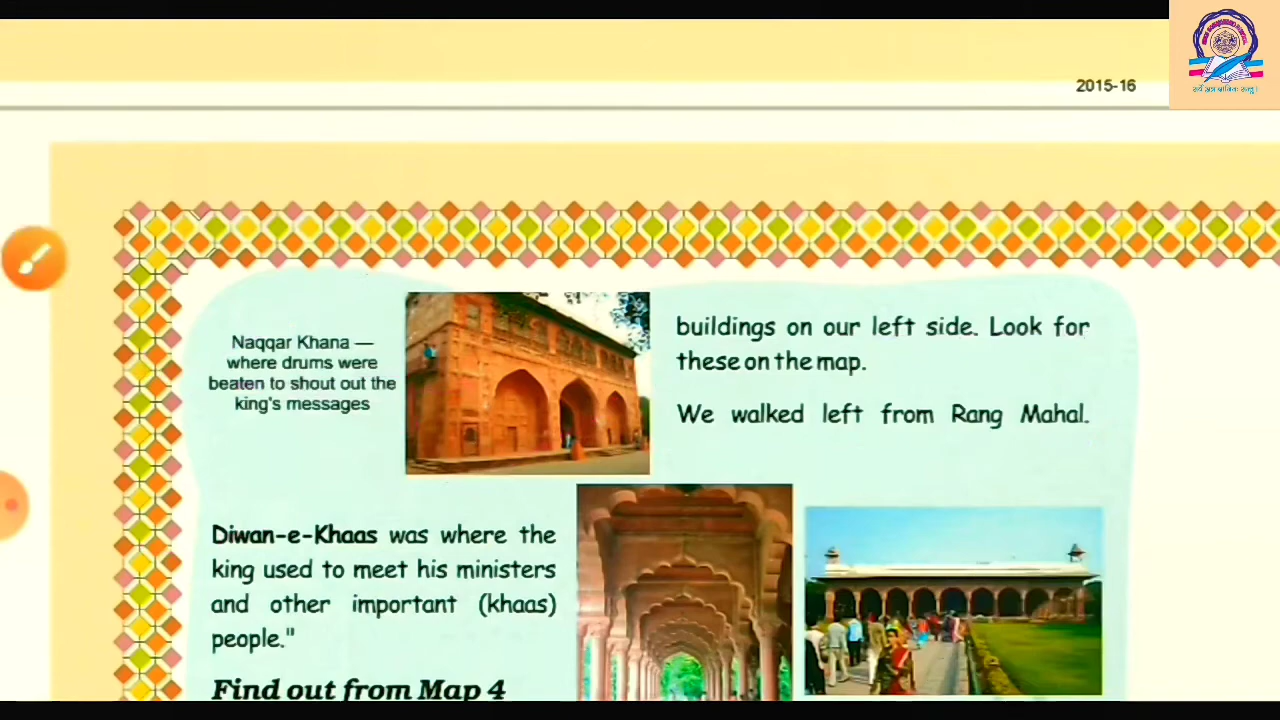 2015-16
Naqqar Khana —
where drums were
beaten to shout out the
king's messages
buildings on our left side. Look for
these on the map.
We walked left from Rang Mahal.
Diwan-e-Khaas was where the
king used to meet his ministers
and other important (khaas)
people."
Find out from Map 4